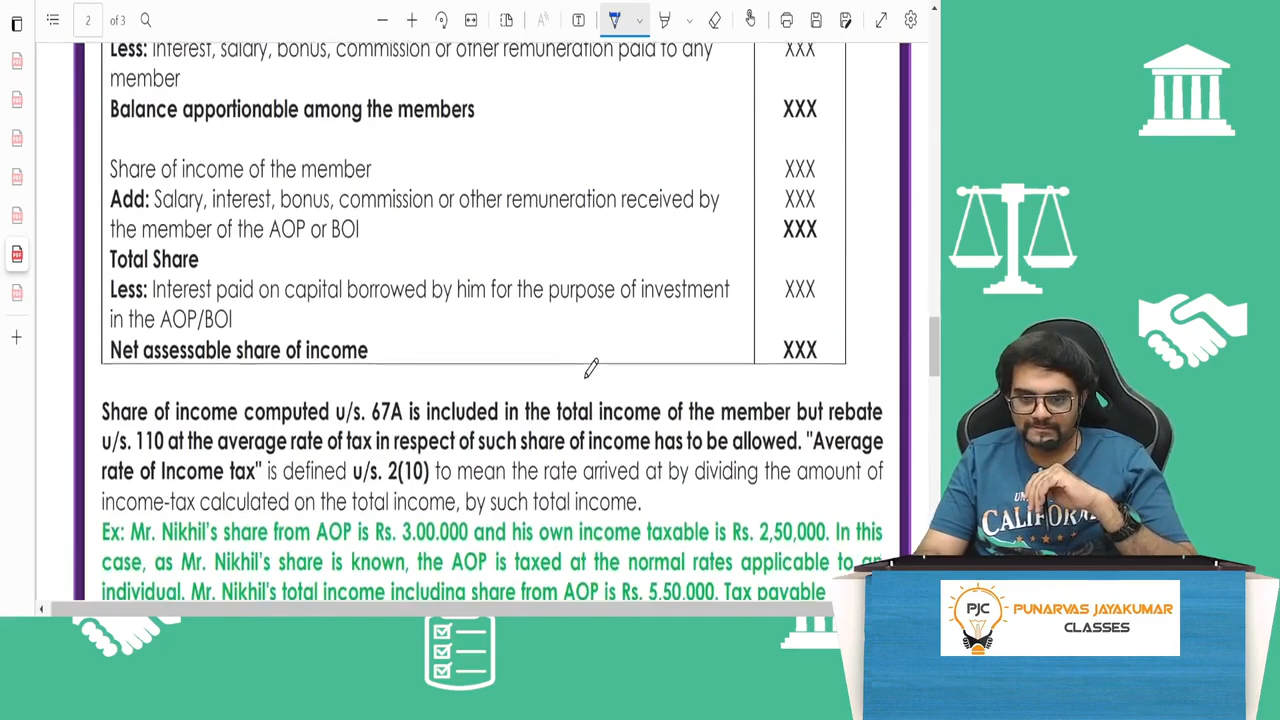 2 of 3
Less: Interest, salary, bonus, commission or other remuneration paid to any XXX
member
Balance apportionable among the members XXX
Share of income of the member XXX
Add: Salary, interest, bonus, commission or other remuneration received by XXX
the member of the AOP or BOI XXX
Total Share
Less: Interest paid on capital borrowed by him for the purpose of investment XXX
in the AOP/BOI
Net assessable share of income XXX
Share of income computed u/s. 67A is included in the total income of the member but rebate
u/s. 110 at the average rate of tax in respect of such share of income has to be allowed. "Average
rate of Income tax" is defined u/s. 2(10) to mean the rate arrived at by dividing the amount of
income-tax calculated on the total income, by such total income.
Ex: Mr. Nikhil's share from AOP is Rs. 3.00.000 and his own income taxable is Rs. 2,50,000. In this
case, as Mr. Nikhil's share is known, the AOP is taxed at the normal rates applicable to an
individual. Mr. Nikhil's total income including share from AOP is Rs. 5,50,000. Tax payable
CALIFOR
PJC
PUNARVAS JAYAKUMAR
CLASSES